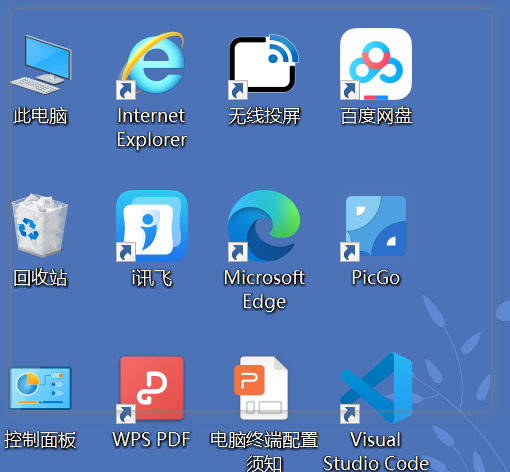 此电脑
Internet
Explorer
无线投屏
百度网盘
回收站
i讯飞
Microsoft
Edge
PicGo
控制面板
WPS PDF
电脑终端配置
须知
Visual
Studio Code